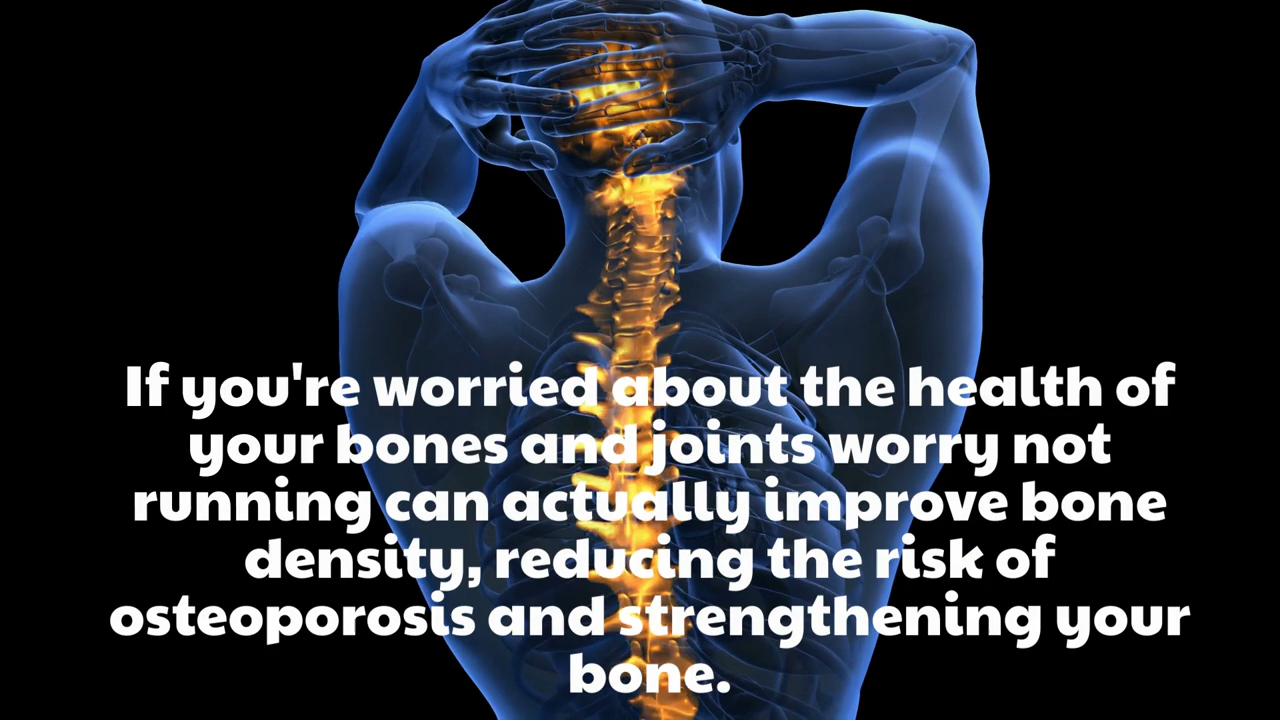 If you're worried about the health of
your bones and joints worry not
running can actually improve bone
density, reducing the risk of
osteoporosis and strengthening your
bone.